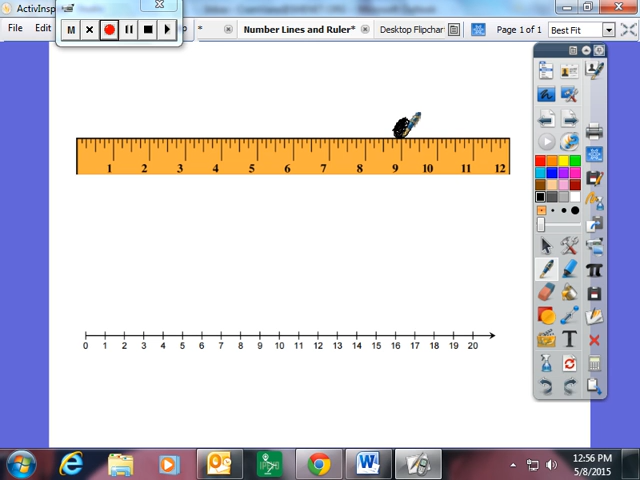 ActivInsp
M
File Edit
lp
*
Number Lines and Ruler*
Desktop Flipchar
Page 1 of 1
Best Fit
1 2 3 4 5 6 7 8 9 10 11 12
0 1 2 3 4 5 6 7 8 9 10 11 12 13 14 15 16 17 18 19 20
T
12:56 PM
5/8/2015